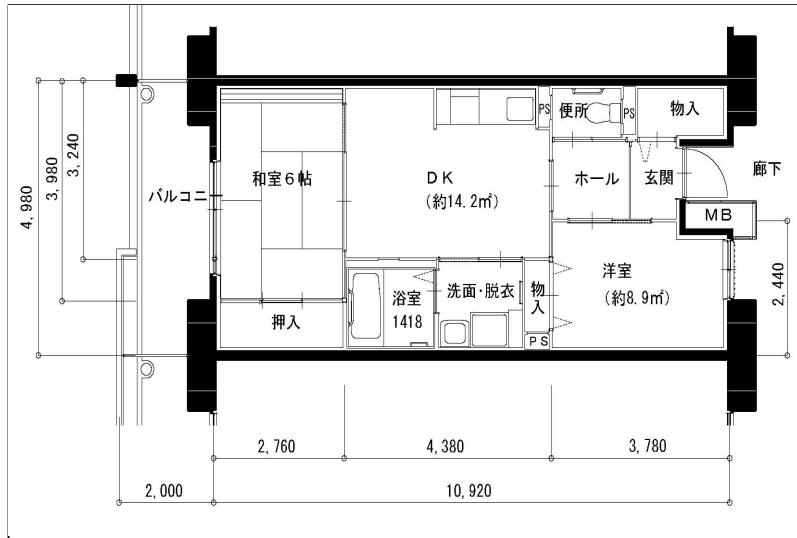 PS
便所
PS
物入
和室6帖
DK
(約14.2㎡)
ホール
玄関
廊下
バルコニ
MB
洋室
(約8.9㎡)
浴室
1418
洗面・脱衣
物入
押入
PS
4,980
3,980
3,240
2,440
2,760
4,380
3,780
2,000
10,920